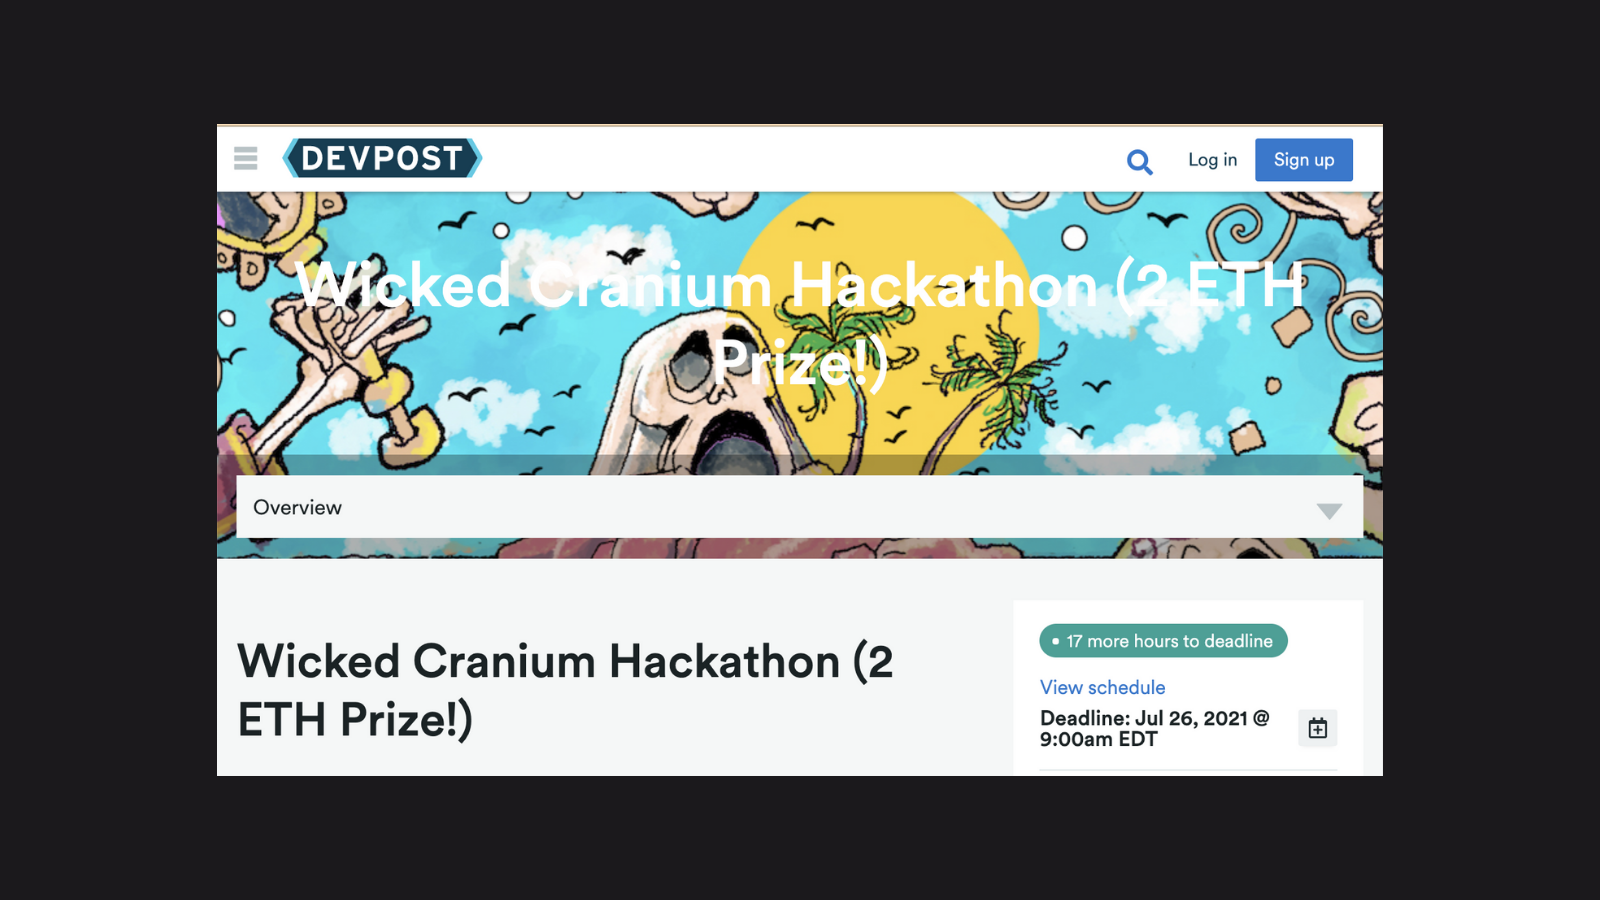 DEVPOST
Log in
Sign up
Wicked Cranium Hackathon (2 ETH
Prize!)
Overview
Wicked Cranium Hackathon (2
ETH Prize!)
17 more hours to deadline
View schedule
Deadline: Jul 26, 2021 @
9:00am EDT